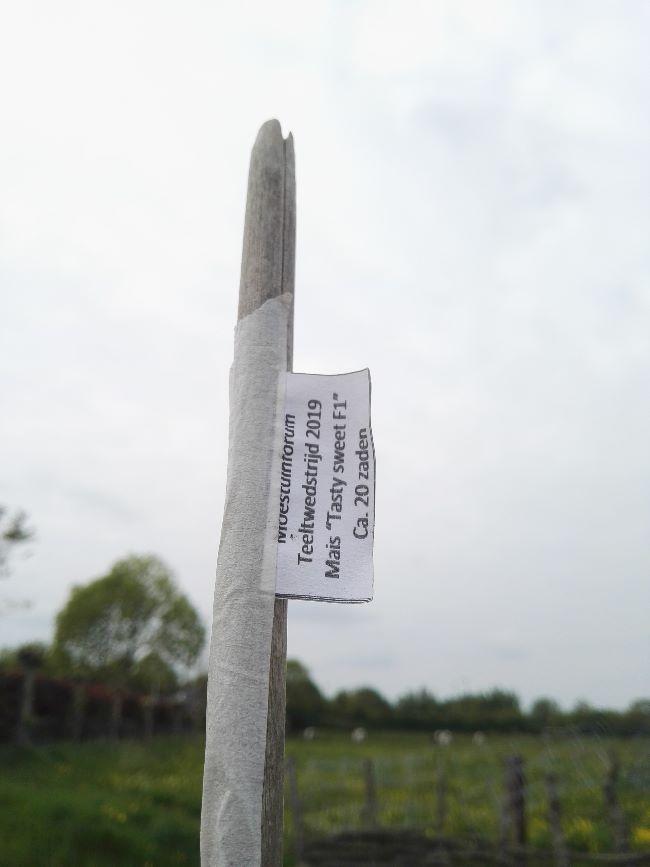 Moestuinforum
Teeltwedstrijd 2019
Mais “Tasty sweet F1”
Ca. 20 zaden